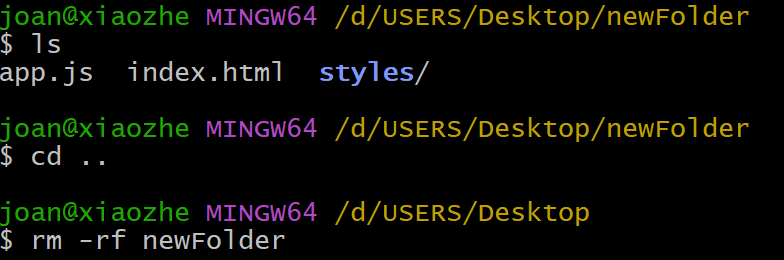 joan@xiaozhe MINGW64 /d/USERS/Desktop/newFolder
$ ls
app.js  index.html  styles/
joan@xiaozhe MINGW64 /d/USERS/Desktop/newFolder
$ cd ..
joan@xiaozhe MINGW64 /d/USERS/Desktop
$ rm -rf newFolder